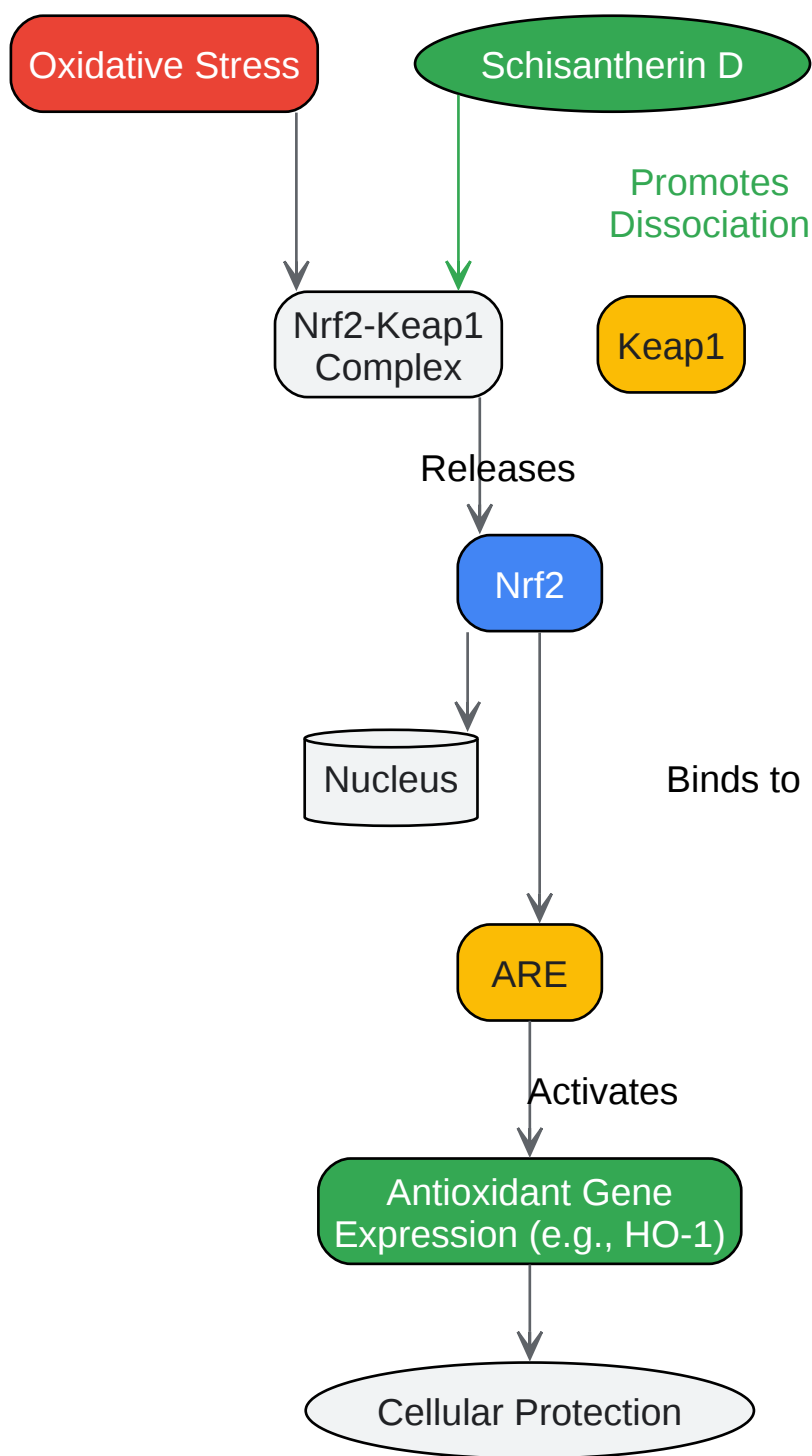 Oxidative Stress
Schisantherin D
Promotes
Dissociation
Nrf2-Keap1
Complex
Keap1
Releases
Nrf2
Nucleus
Binds to
ARE
Activates
Antioxidant Gene
Expression (e.g., HO-1)
Cellular Protection